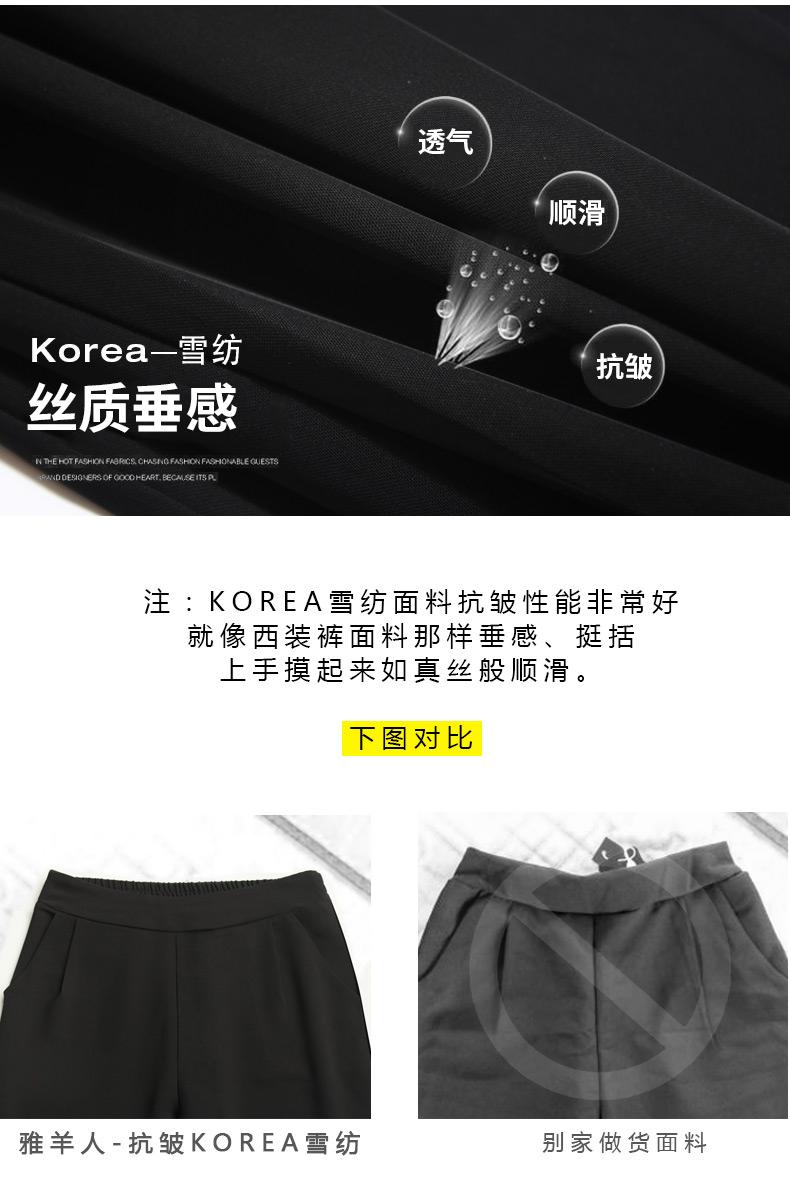 透气
顺滑
抗皱
Korea—雪纺
丝质垂感
IN THE HOT FASHION FABRICS, CHASING FASHION FASHIONABLE GUESTS
BRAND DESIGNERS OF GOOD HEART, BECAUSE ITS PL
注：KOREA雪纺面料抗皱性能非常好
就像西装裤面料那样垂感、挺括
上手摸起来如真丝般顺滑。
下图对比
雅羊人-抗皱KOREA雪纺
别家做货面料